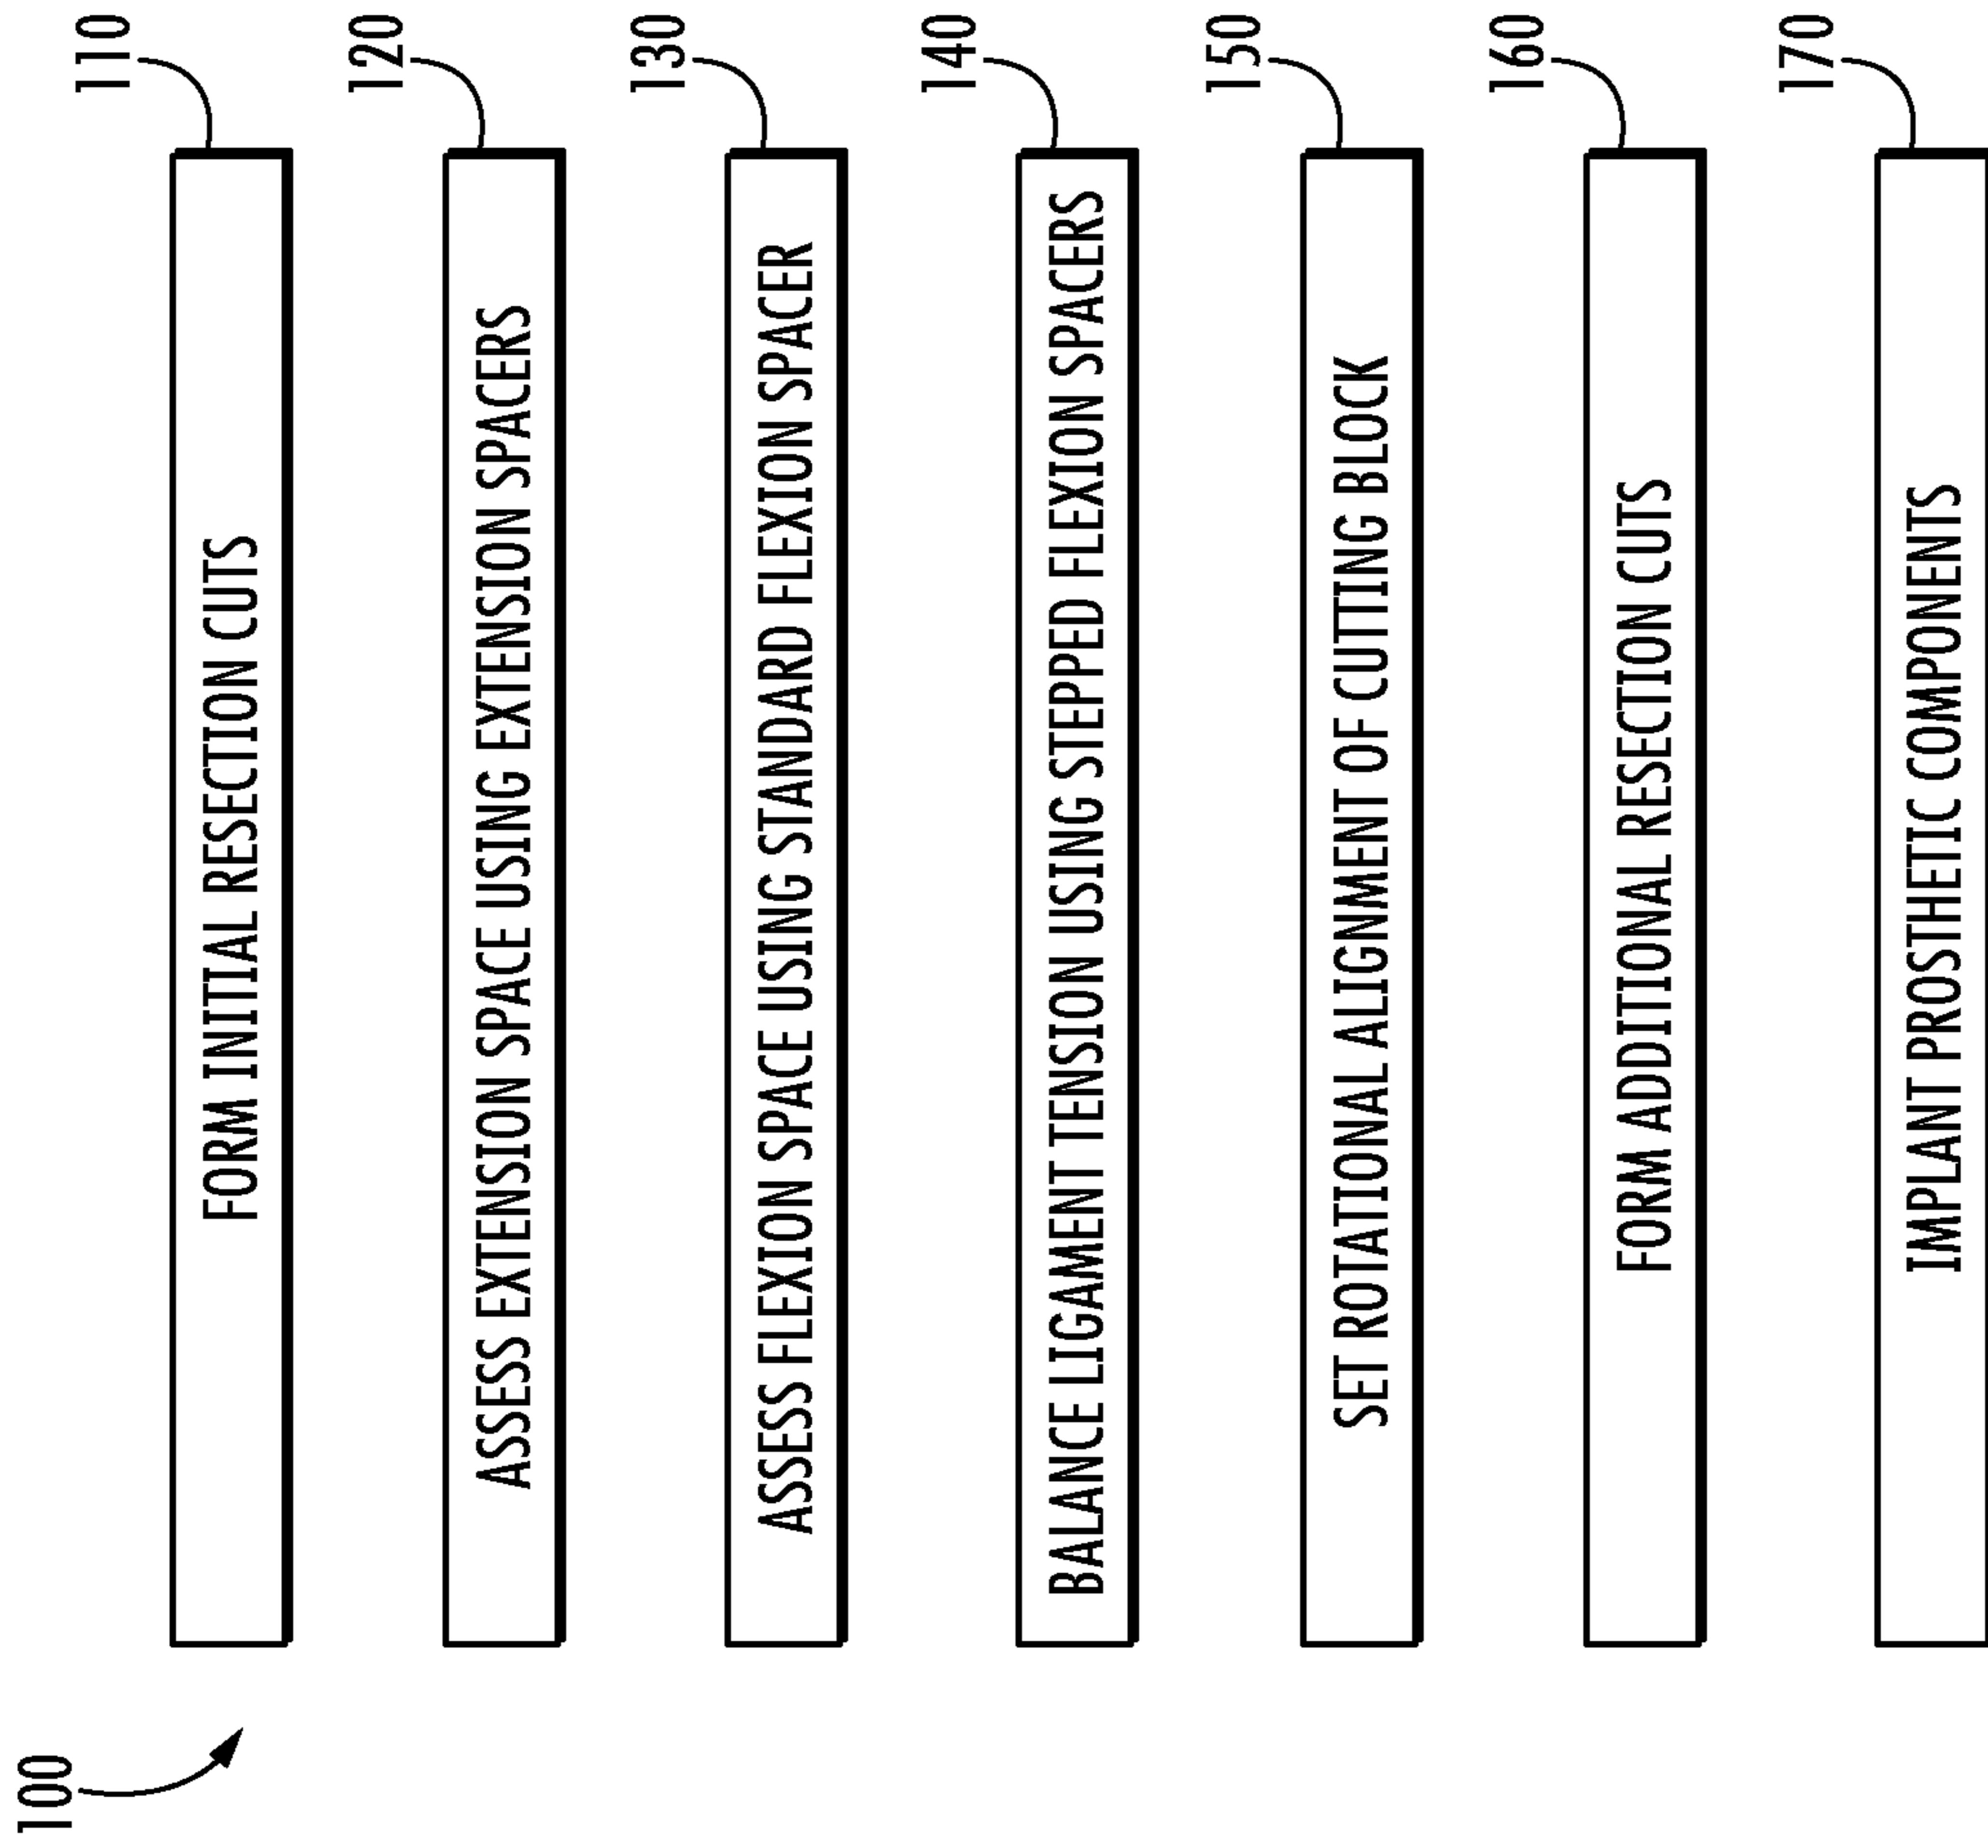 100
FORM INITIAL RESECTION CUTS
110
ASSESS EXTENSION SPACE USING EXTENSION SPACERS
120
ASSESS FLEXION SPACE USING STANDARD FLEXION SPACER
130
BALANCE LIGAMENT TENSION USING STEPPED FLEXION SPACERS
140
SET ROTATIONAL ALIGNMENT OF CUTTING BLOCK
150
FORM ADDITIONAL RESECTION CUTS
160
IMPLANT PROSTHETIC COMPONENTS
170